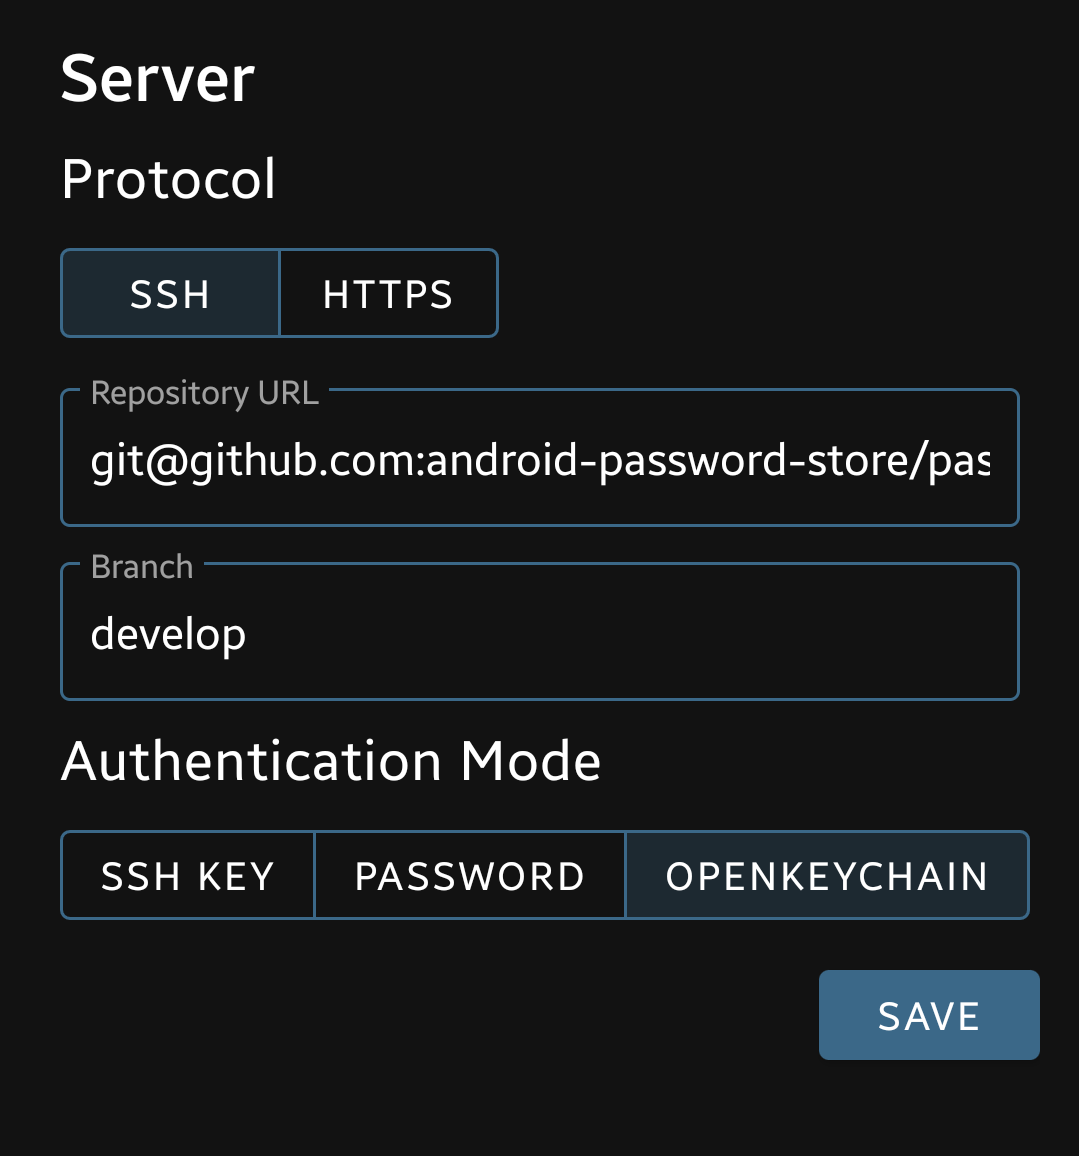 Server
Protocol
SSH HTTPS
Repository URL
git@github.com:android-password-store/pas
Branch
develop
Authentication Mode
SSH KEY PASSWORD OPENKEYCHAIN
SAVE